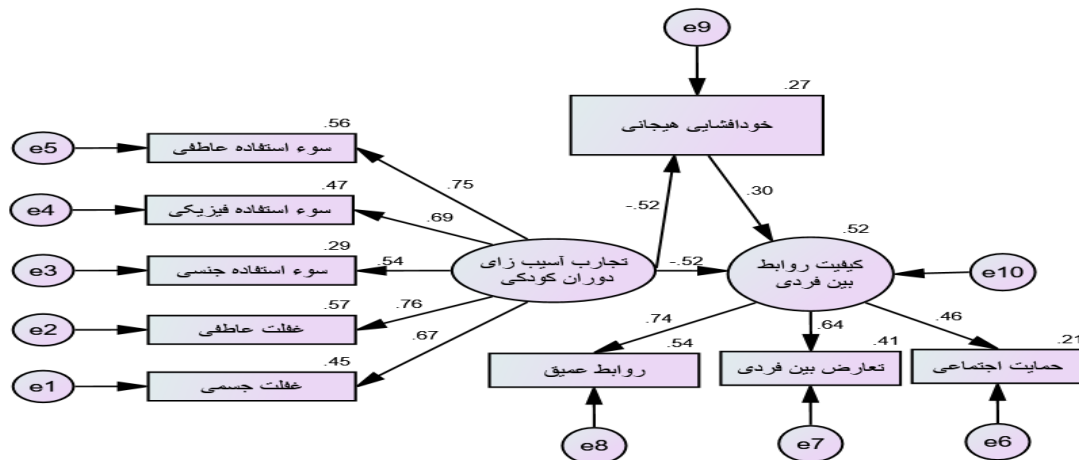 e9
.27
خودافشایی هیجانی
.56
e5
سوء استفاده عاطفی
.75
.47
e4
سوء استفاده فیزیکی
.69
-.52
.30
.29
e3
سوء استفاده جنسی
.54
تجارب آسیب زای
دوران کودکی
-.52
.52
کیفیت روابط
بین فردی
e10
.57
e2
غفلت عاطفی
.76
.45
e1
غفلت جسمی
.67
.74
.64
.46
.54
روابط عمیق
.41
تعارض بین فردی
.21
حمایت اجتماعی
e8
e7
e6